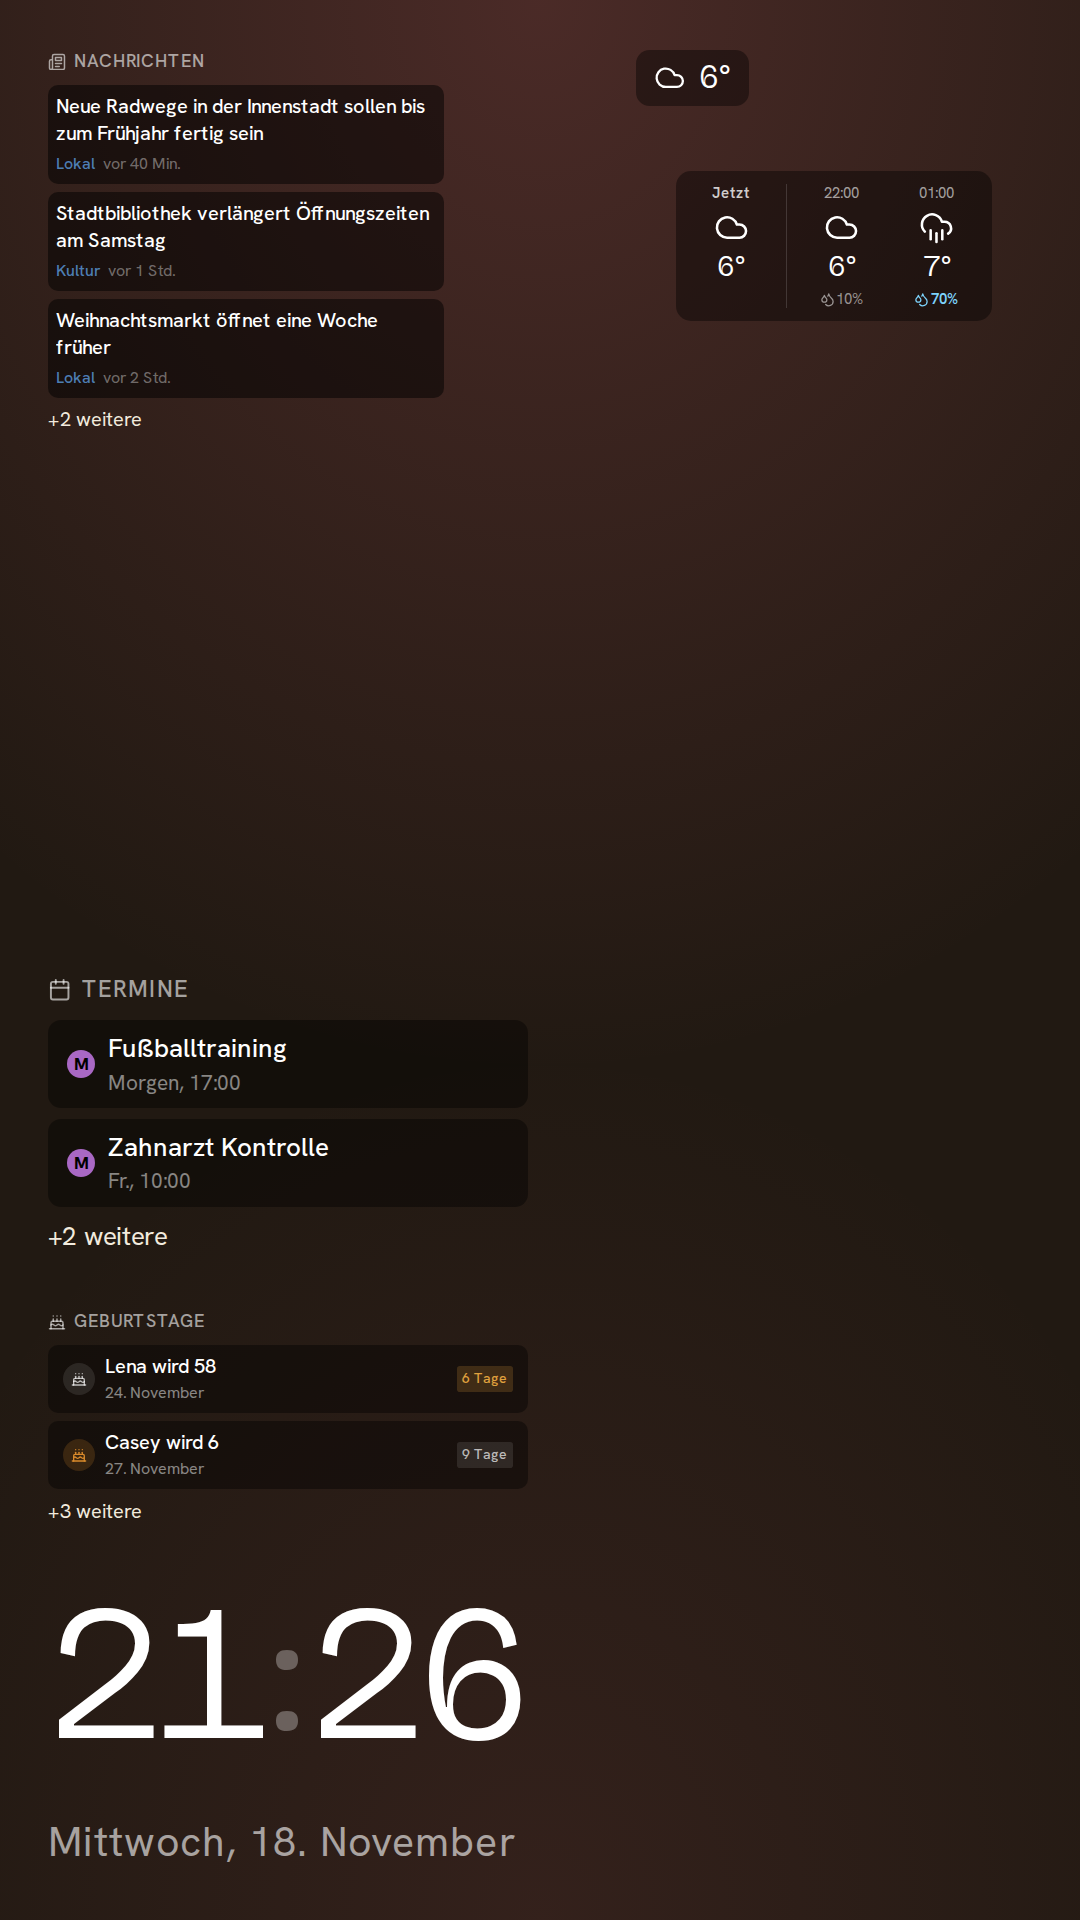 NACHRICHTEN
Neue Radwege in der Innenstadt sollen bis
zum Frühjahr fertig sein
Lokal vor 40 Min.
Stadtbibliothek verlängert Öffnungszeiten
am Samstag
Kultur vor 1 Std.
Weihnachtsmarkt öffnet eine Woche
früher
Lokal vor 2 Std.
+2 weitere
6°
Jetzt 22:00 01:00
6° 6° 7°
10% 70%
TERMINE
M
Fußballtraining
Morgen, 17:00
M
Zahnarzt Kontrolle
Fr., 10:00
+2 weitere
GEBURTSTAGE
Lena wird 58
24. November
6 Tage
Casey wird 6
27. November
9 Tage
+3 weitere
21:26
Mittwoch, 18. November